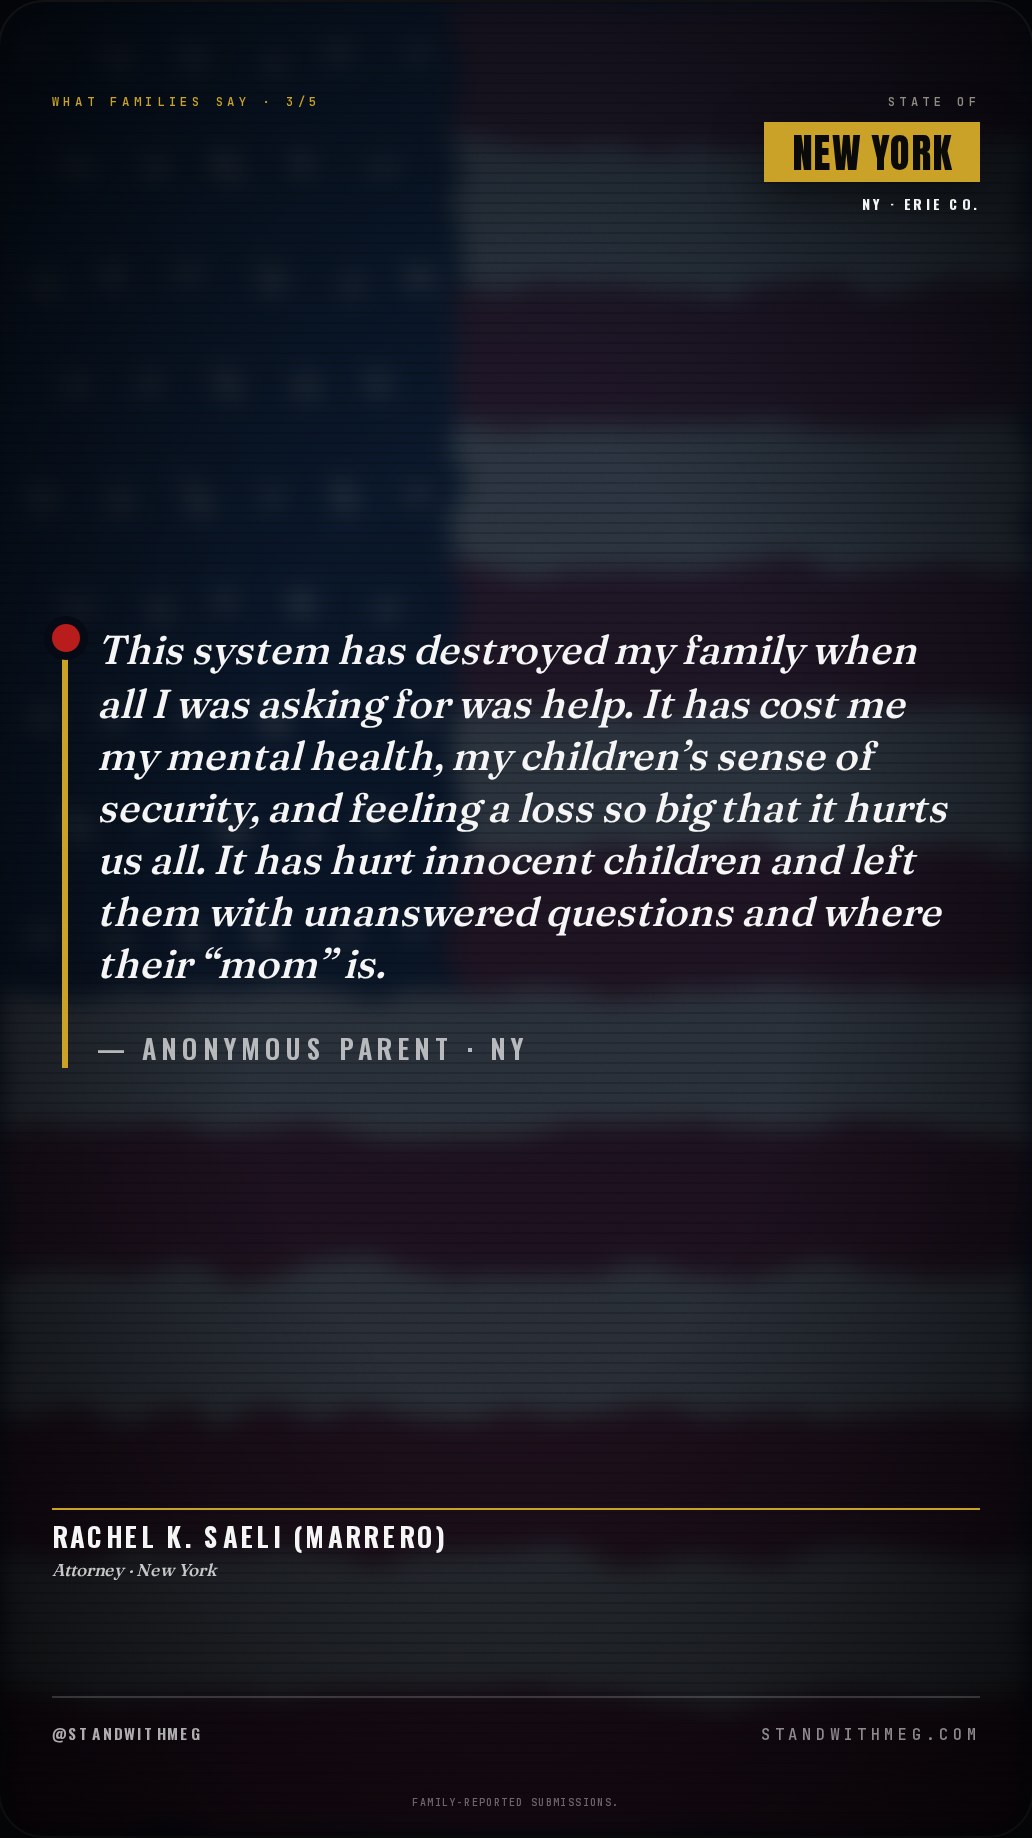 WHAT FAMILIES SAY · 3/5
STATE OF
NEW YORK
NY · ERIE CO.
This system has destroyed my family when
all I was asking for was help. It has cost me
my mental health, my children’s sense of
security, and feeling a loss so big that it hurts
us all. It has hurt innocent children and left
them with unanswered questions and where
their “mom” is.
— ANONYMOUS PARENT · NY
RACHEL K. SAELI (MARRERO)
Attorney · New York
@STANDWITHMEG
STANDWITHMEG.COM
FAMILY-REPORTED SUBMISSIONS.